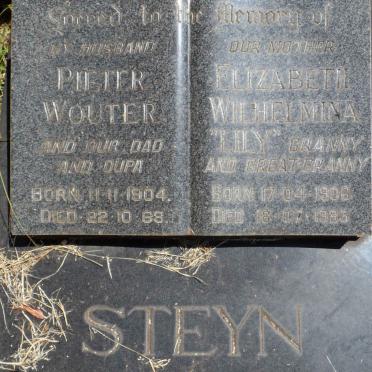 Sacred to the Memory of
MY HUSBAND
PIETER
WOUTER
AND OUR DAD
AND OUPA
BORN 11·11·1904.
DIED 22·10·69.
OUR MOTHER
ELIZABETH
WILHELMINA
"LILY" GRANNY
AND GREAT GRANNY
BORN 17·04·1906
DIED 18·07·1985
STEYN